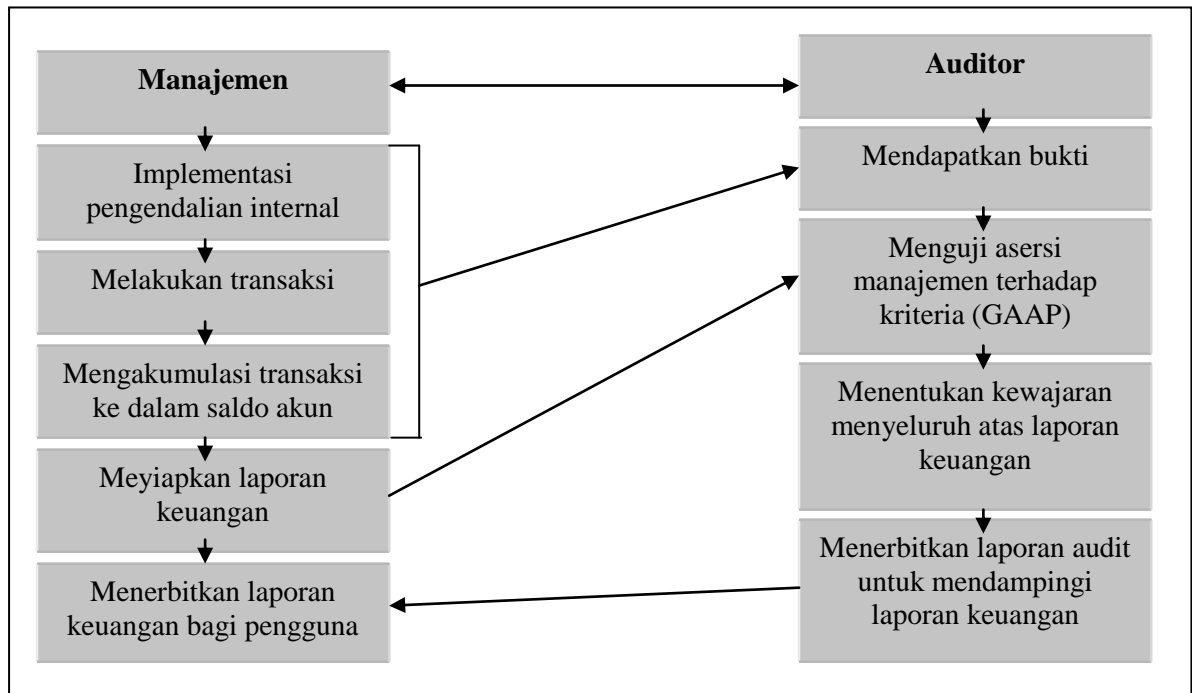 Manajemen
Implementasi
pengendalian internal
Melakukan transaksi
Mengakumulasi transaksi
ke dalam saldo akun
Meyiapkan laporan
keuangan
Menerbitkan laporan
keuangan bagi pengguna
Auditor
Mendapatkan bukti
Menguji asersi
manajemen terhadap
kriteria (GAAP)
Menentukan kewajaran
menyeluruh atas laporan
keuangan
Menerbitkan laporan audit
untuk mendampingi
laporan keuangan